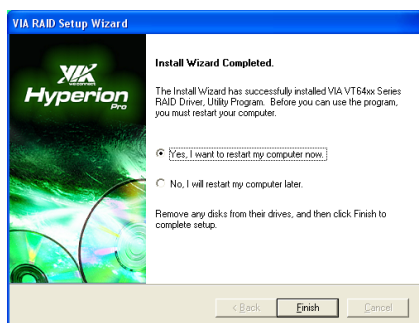 VIA RAID Setup Wizard
VIA
we connect
Hyperion
Pro
Install Wizard Completed.
The Install Wizard has successfully installed VIA VT64xx Series
RAID Driver, Utility Program. Before you can use the program,
you must restart your computer.
Yes, I want to restart my computer now.
No, I will restart my computer later.
Remove any disks from their drives, and then click Finish to
complete setup.
< Back
Finish
Cancel